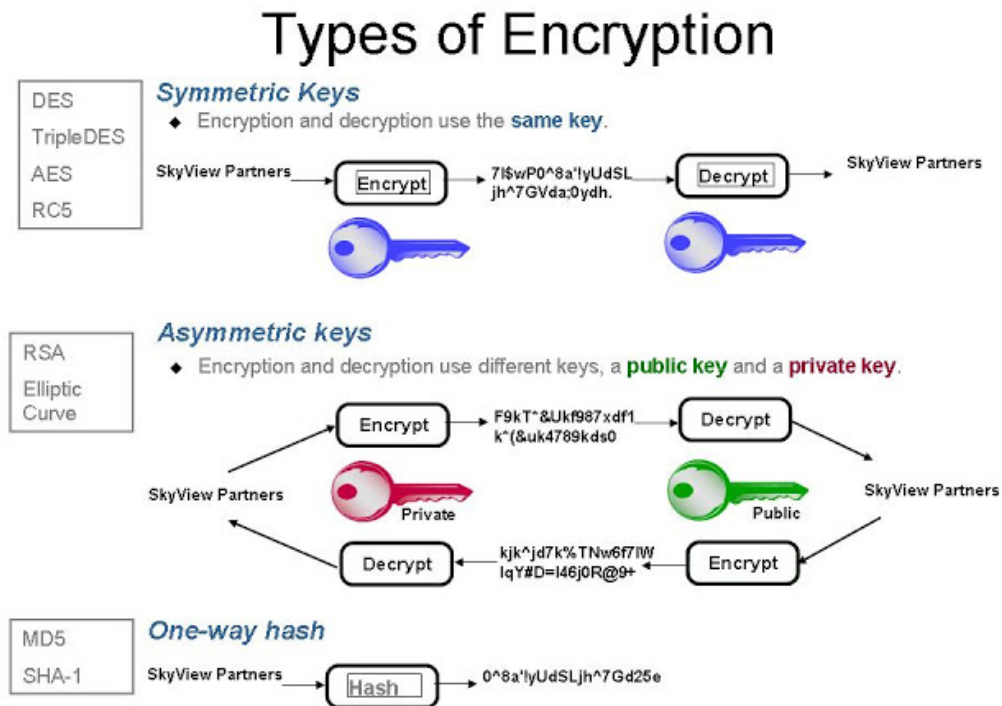 Types of Encryption
DES
TripleDES
AES
RC5
Symmetric Keys
◆ Encryption and decryption use the same key.
SkyView Partners
Encrypt
7l$wP0^8a'!yUdSL
jh^7GVda;0ydh.
Decrypt
SkyView Partners
RSA
Elliptic
Curve
Asymmetric keys
◆ Encryption and decryption use different keys, a public key and a private key.
Encrypt
F9kT*&Ukf987xdf1
k*(&uk4789kds0
Decrypt
SkyView Partners
Private
Public
SkyView Partners
Decrypt
kjk^jd7k%TNw6f7lW
lqY#D=l46j0R@9+
Encrypt
MD5
SHA-1
One-way hash
SkyView Partners
Hash
0^8a'!yUdSLjh^7Gd25e